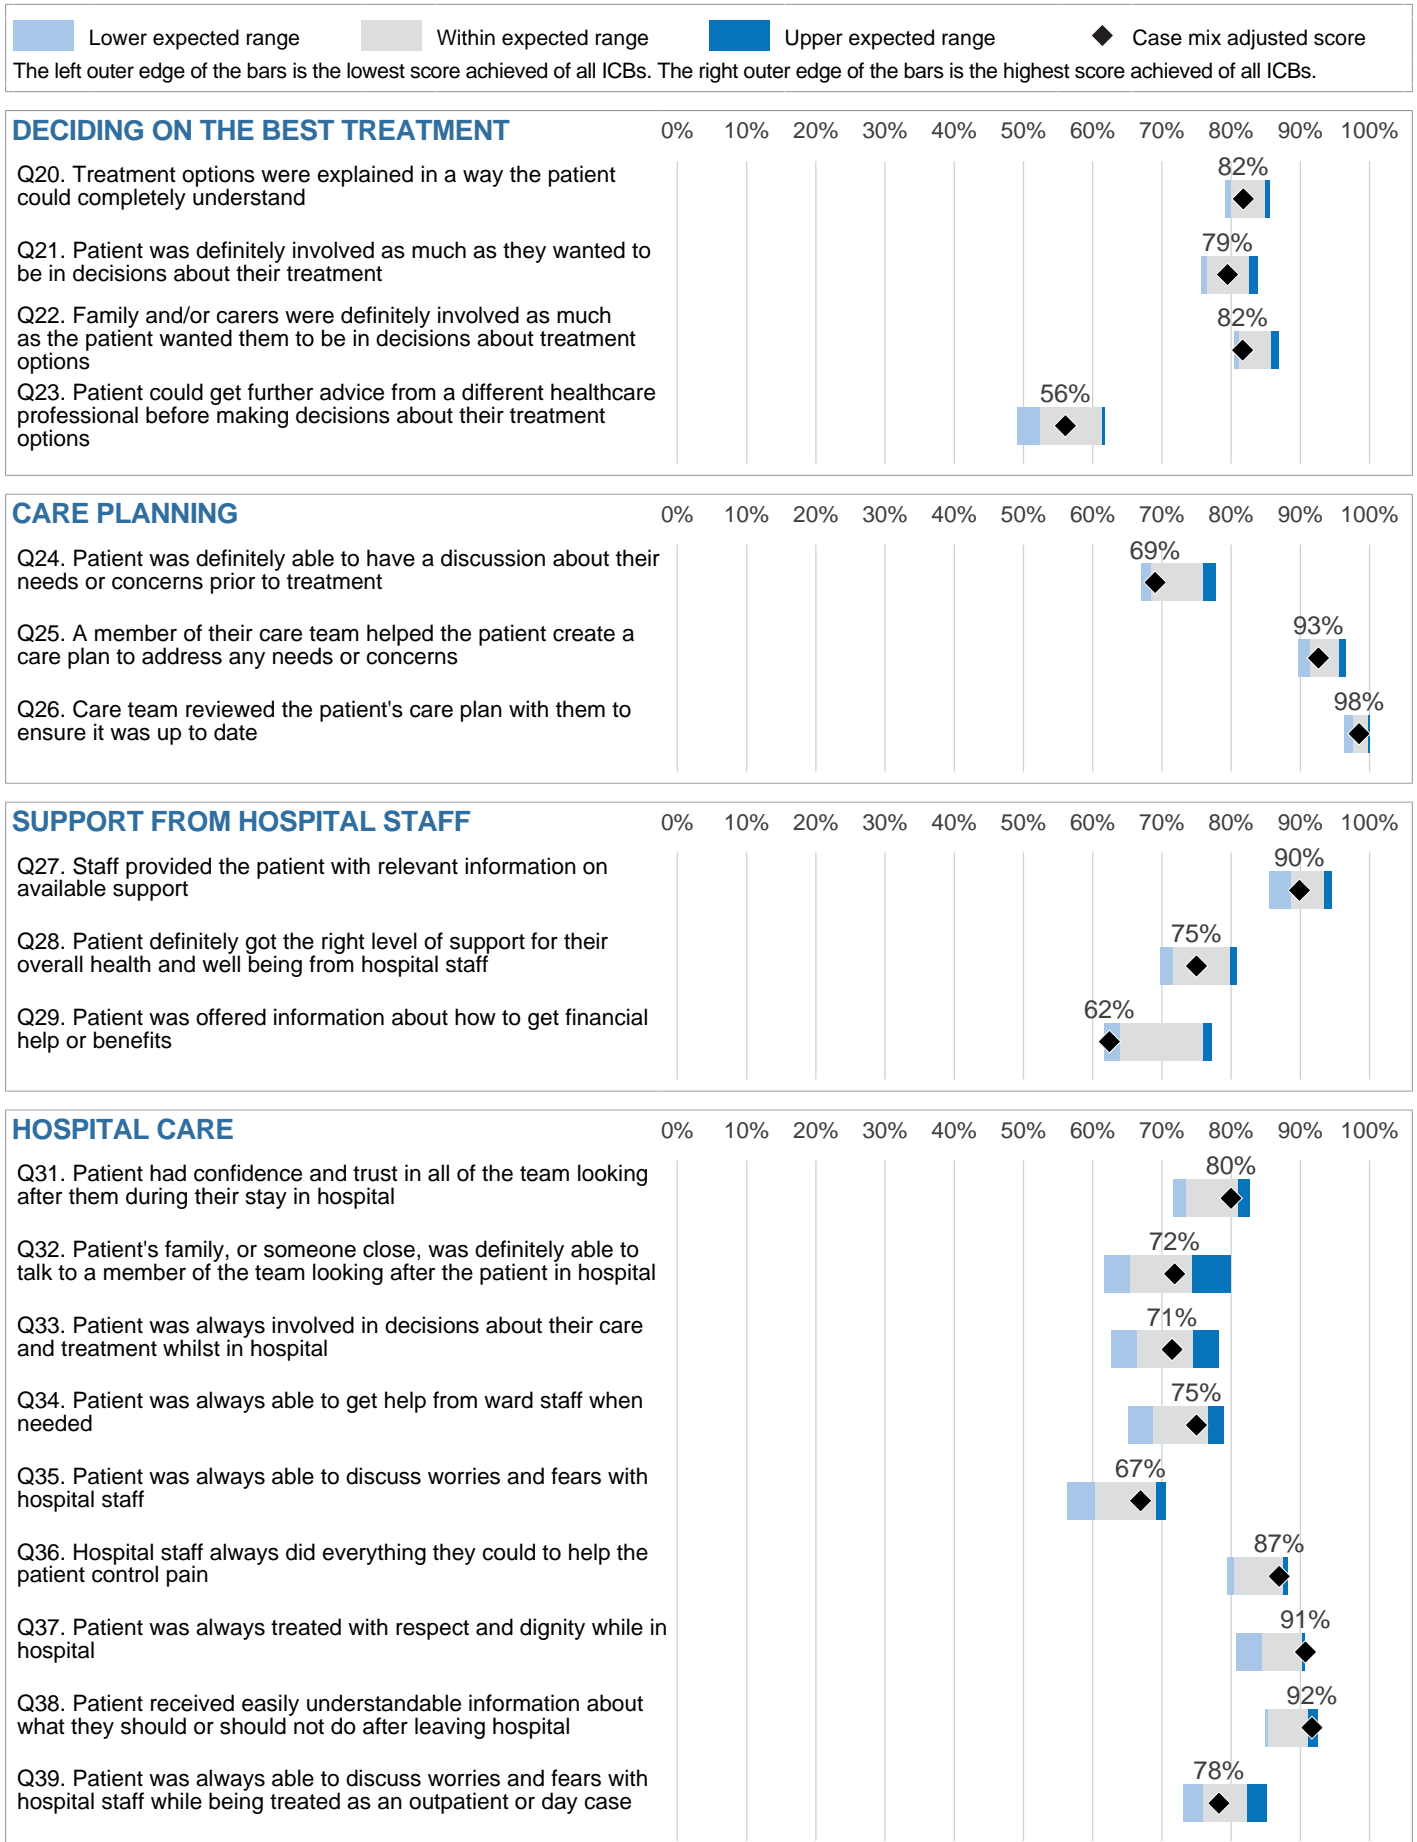 Lower expected range Within expected range Upper expected range Case mix adjusted score
The left outer edge of the bars is the lowest score achieved of all ICBs. The right outer edge of the bars is the highest score achieved of all ICBs.
DECIDING ON THE BEST TREATMENT 0% 10% 20% 30% 40% 50% 60% 70% 80% 90% 100%
Q20. Treatment options were explained in a way the patient
could completely understand
82%
Q21. Patient was definitely involved as much as they wanted to
be in decisions about their treatment
79%
Q22. Family and/or carers were definitely involved as much
as the patient wanted them to be in decisions about treatment
options
82%
Q23. Patient could get further advice from a different healthcare
professional before making decisions about their treatment
options
56%
CARE PLANNING 0% 10% 20% 30% 40% 50% 60% 70% 80% 90% 100%
Q24. Patient was definitely able to have a discussion about their
needs or concerns prior to treatment
69%
Q25. A member of their care team helped the patient create a
care plan to address any needs or concerns
93%
Q26. Care team reviewed the patient's care plan with them to
ensure it was up to date
98%
SUPPORT FROM HOSPITAL STAFF 0% 10% 20% 30% 40% 50% 60% 70% 80% 90% 100%
Q27. Staff provided the patient with relevant information on
available support
90%
Q28. Patient definitely got the right level of support for their
overall health and well being from hospital staff
75%
Q29. Patient was offered information about how to get financial
help or benefits
62%
HOSPITAL CARE 0% 10% 20% 30% 40% 50% 60% 70% 80% 90% 100%
Q31. Patient had confidence and trust in all of the team looking
after them during their stay in hospital
80%
Q32. Patient's family, or someone close, was definitely able to
talk to a member of the team looking after the patient in hospital
72%
Q33. Patient was always involved in decisions about their care
and treatment whilst in hospital
71%
Q34. Patient was always able to get help from ward staff when
needed
75%
Q35. Patient was always able to discuss worries and fears with
hospital staff
67%
Q36. Hospital staff always did everything they could to help the
patient control pain
87%
Q37. Patient was always treated with respect and dignity while in
hospital
91%
Q38. Patient received easily understandable information about
what they should or should not do after leaving hospital
92%
Q39. Patient was always able to discuss worries and fears with
hospital staff while being treated as an outpatient or day case
78%